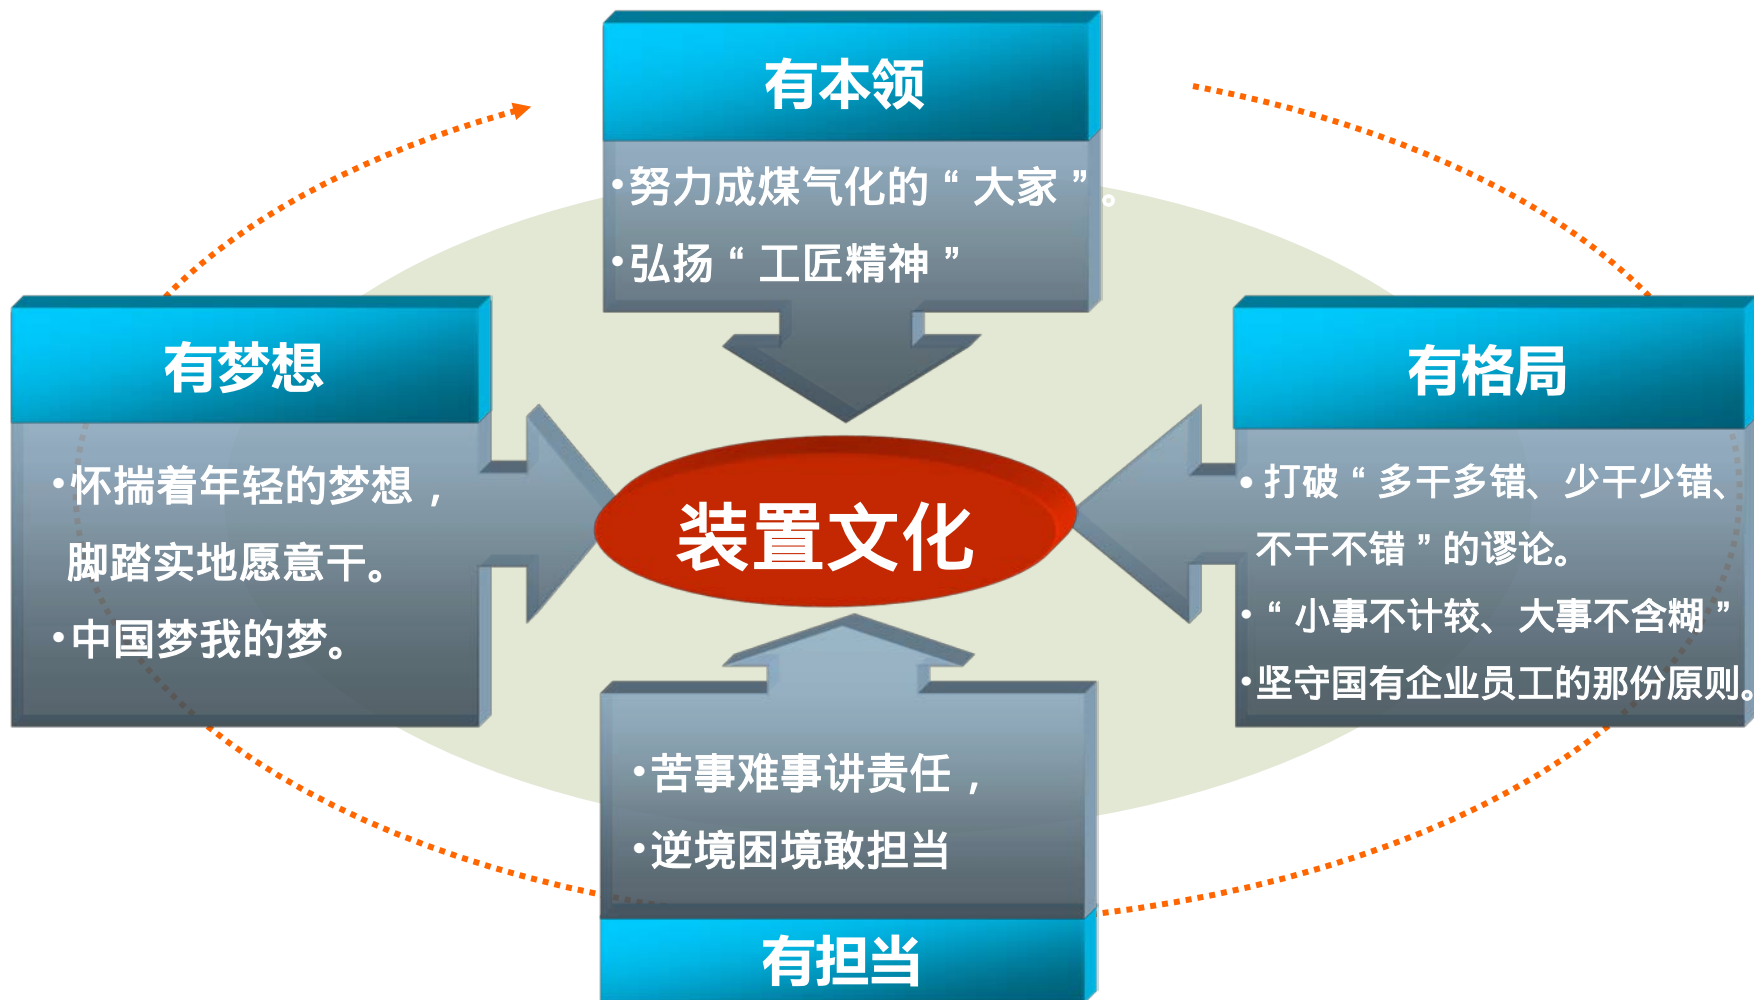 有本领
•努力成煤气化的“大家”。
•弘扬“工匠精神”
有梦想
•怀揣着年轻的梦想，
脚踏实地愿意干。
•中国梦我的梦。
装置文化
有格局
•打破“多干多错、少干少错、
不干不错”的谬论。
•“小事不计较、大事不含糊”
•坚守国有企业员工的那份原则。
•苦事难事讲责任，
•逆境困境敢担当
有担当